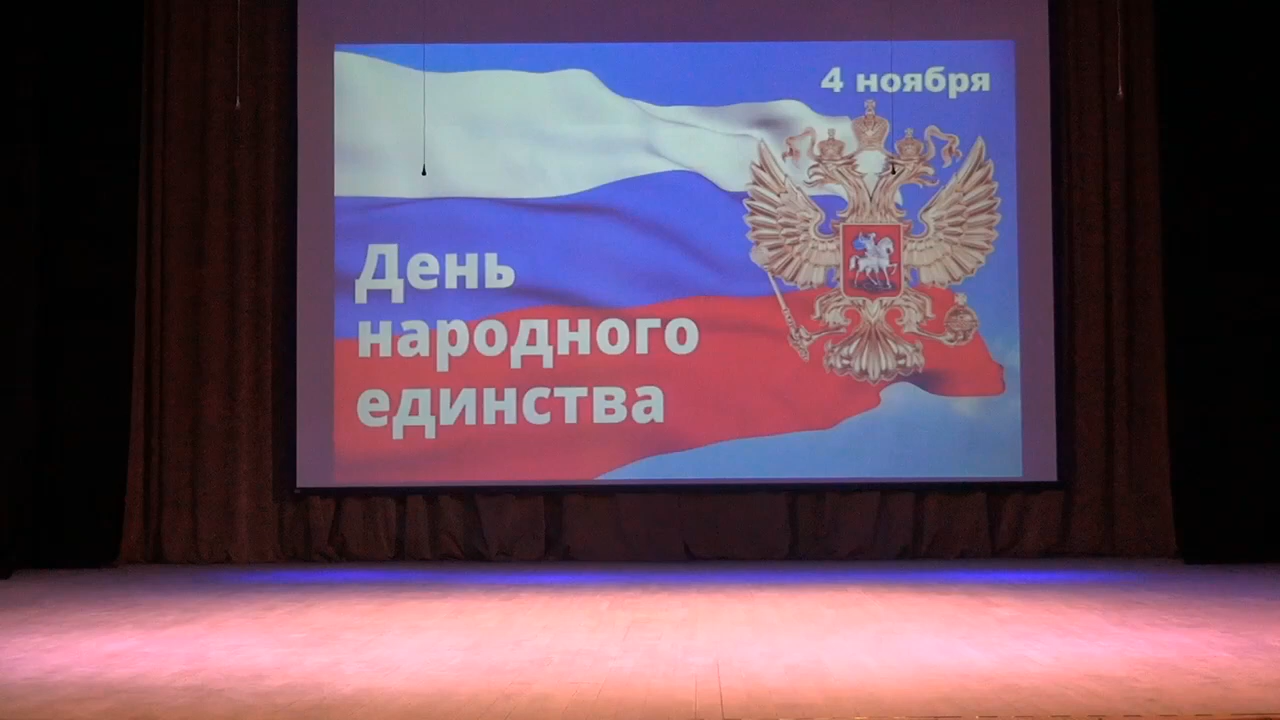 4 ноября
День
народного
единства